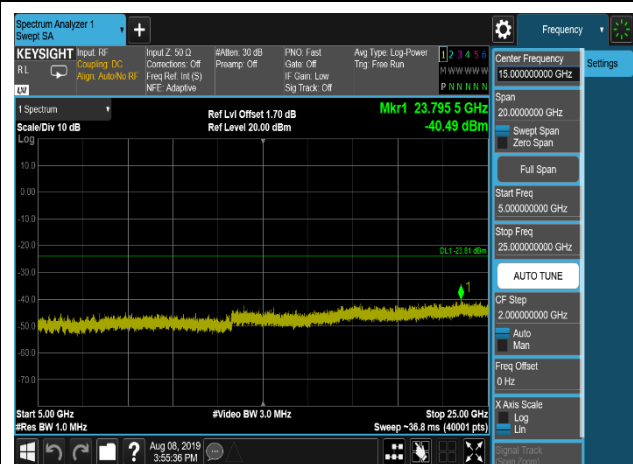 Spectrum Analyzer 1
Swept SA
+
Frequency
KEYSIGHT
RL
Input: RF
Coupling: DC
Align: Auto/No RF
Input Z: 50 Ω
Corrections: Off
Freq Ref: Int (S)
NFE: Adaptive
#Atten: 30 dB
Preamp: Off
PNO: Fast
Gate: Off
IF Gain: Low
Sig Track: Off
Avg Type: Log-Power
Trig: Free Run
1 2 3 4 5 6
M W W W W W
P N N N N N
LXI
1 Spectrum
Scale/Div 10 dB
Log
Ref Lvl Offset 1.70 dB
Ref Level 20.00 dBm
Mkr1 23.795 5 GHz
-40.49 dBm
10.0
0.00
-10.0
-20.0
-30.0
-40.0
-50.0
-60.0
-70.0
DL1 -23.81 dBm
1
Start 5.00 GHz
#Res BW 1.0 MHz
#Video BW 3.0 MHz
Stop 25.00 GHz
Sweep ~36.8 ms (40001 pts)
Aug 08, 2019
3:55:36 PM
?
Center Frequency
15.000000000 GHz
Span
20.0000000 GHz
Swept Span
Zero Span
Full Span
Start Freq
5.000000000 GHz
Stop Freq
25.000000000 GHz
AUTO TUNE
CF Step
2.000000000 GHz
Auto
Man
Freq Offset
0 Hz
X Axis Scale
Log
Lin
Signal Track
(Span Zoom)
Settings